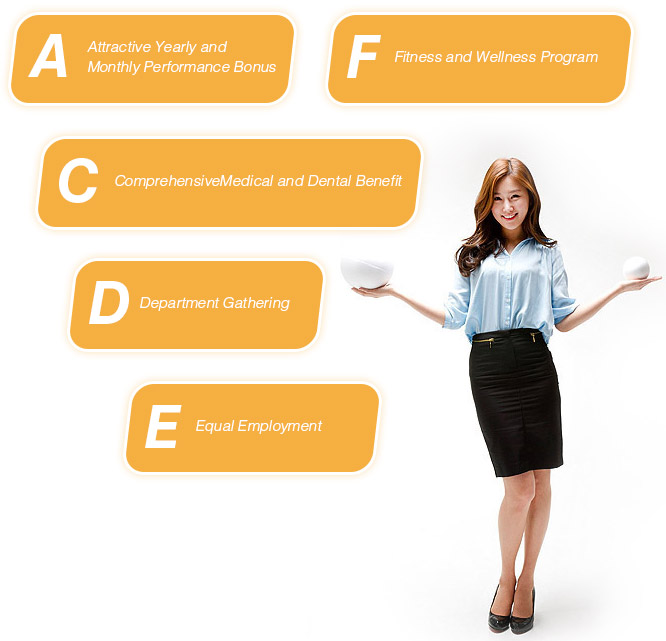 A
Attractive Yearly and
Monthly Performance Bonus
F
Fitness and Wellness Program
C
ComprehensiveMedical and Dental Benefit
D
Department Gathering
E
Equal Employment